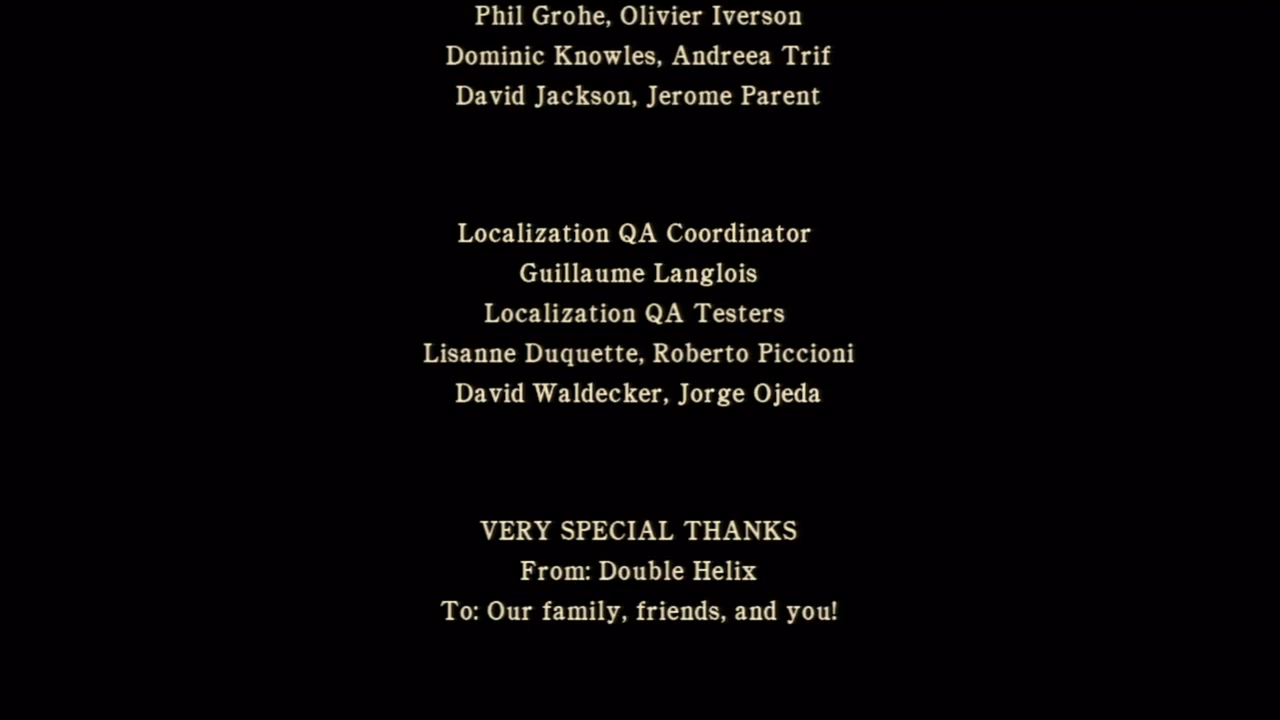 Phil Grohe, Olivier Iverson
Dominic Knowles, Andreea Trif
David Jackson, Jerome Parent
Localization QA Coordinator
Guillaume Langlois
Localization QA Testers
Lisanne Duquette, Roberto Piccioni
David Waldecker, Jorge Ojeda
VERY SPECIAL THANKS
From: Double Helix
To: Our family, friends, and you!